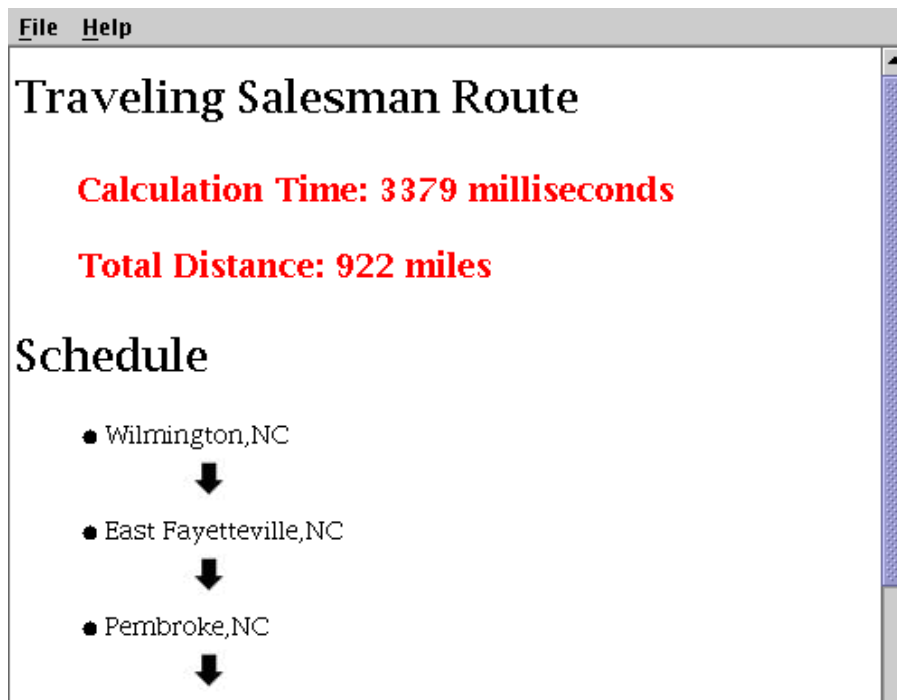 File Help
Traveling Salesman Route
Calculation Time: 3379 milliseconds
Total Distance: 922 miles
Schedule
Wilmington,NC
East Fayetteville,NC
Pembroke,NC